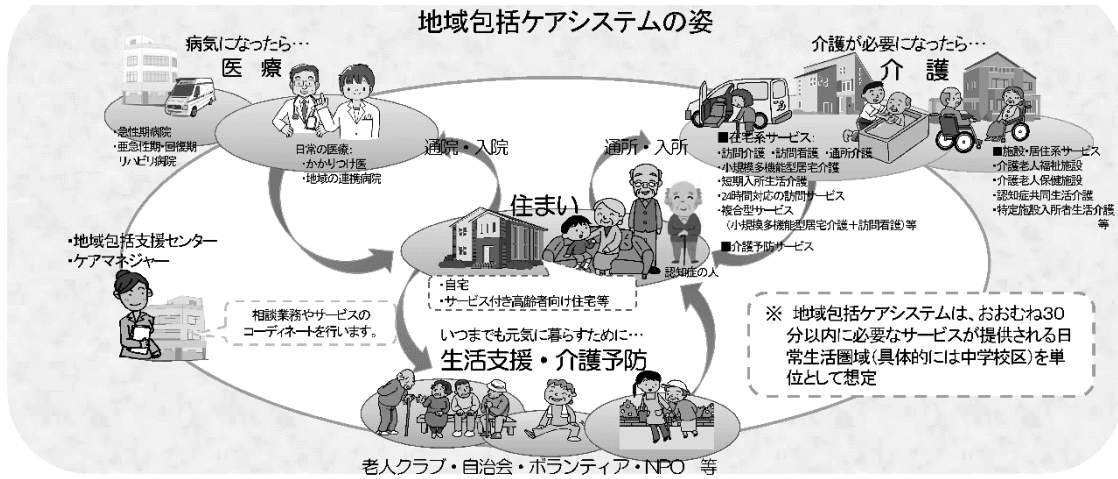 地域包括ケアシステムの姿
病気になったら…
医 療
・急性期病院
・亜急性期・回復期
リハビリ病院
日常の医療:
・かかりつけ医
・地域の連携病院
通院・入院
通所・入所
介護が必要になったら…
介 護
■在宅系サービス:
・訪問介護 ・訪問看護 ・通所介護
・小規模多機能型居宅介護
・短期入所生活介護
・24時間対応の訪問サービス
・複合型サービス
(小規模多機能型居宅介護+訪問看護)等
■介護予防サービス
■施設・居住系サービス
・介護老人福祉施設
・介護老人保健施設
・認知症共同生活介護
・特定施設入所者生活介護
等
住まい
認知症の人
・自宅
・サービス付き高齢者向け住宅等
・地域包括支援センター
・ケアマネジャー
相談業務やサービスの
コーディネートを行います。
いつまでも元気に暮らすために…
生活支援・介護予防
老人クラブ・自治会・ボランティア・NPO 等
※ 地域包括ケアシステムは、おおむね30
分以内に必要なサービスが提供される日
常生活圏域(具体的には中学校区)を単
位として想定